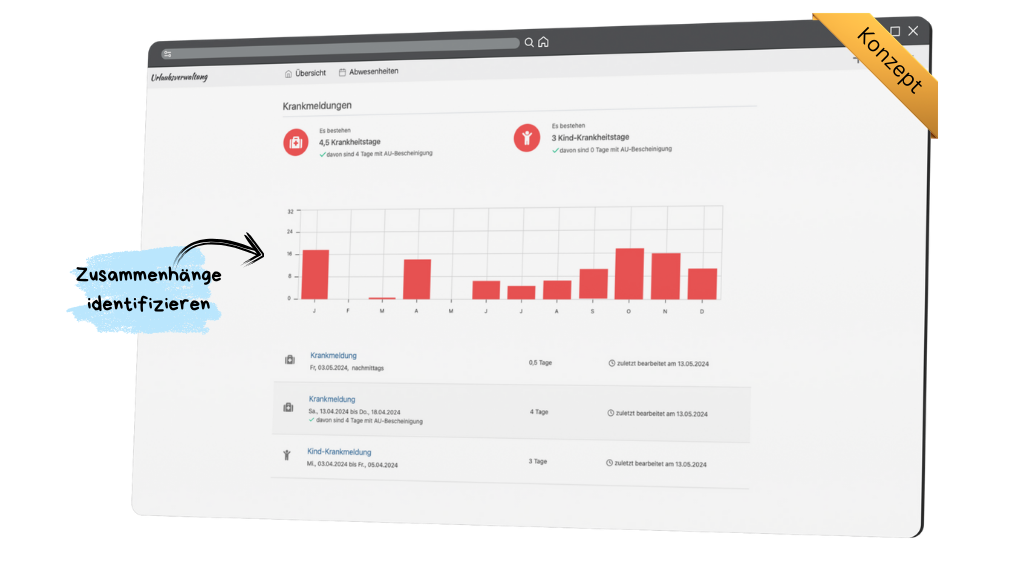 Konzept
Urlaubsverwaltung
Übersicht
Abwesenheiten
Krankmeldungen
Es bestehen
4,5 Krankheitstage
davon sind 4 Tage mit AU-Bescheinigung
Es bestehen
3 Kind-Krankheitstage
davon sind 0 Tage mit AU-Bescheinigung
32
24
16
8
0
J F M A M J J A S O N D
Zusammenhänge
identifizieren
Krankmeldung
Fr, 03.05.2024, nachmittags
0,5 Tage
zuletzt bearbeitet am 13.05.2024
Krankmeldung
Sa., 13.04.2024 bis Do., 18.04.2024
davon sind 4 Tage mit AU-Bescheinigung
4 Tage
zuletzt bearbeitet am 13.05.2024
Kind-Krankmeldung
Mi., 03.04.2024 bis Fr., 05.04.2024
3 Tage
zuletzt bearbeitet am 13.05.2024